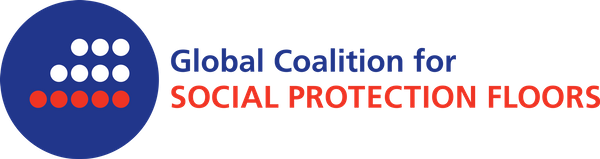 Global Coalition for
SOCIAL PROTECTION FLOORS